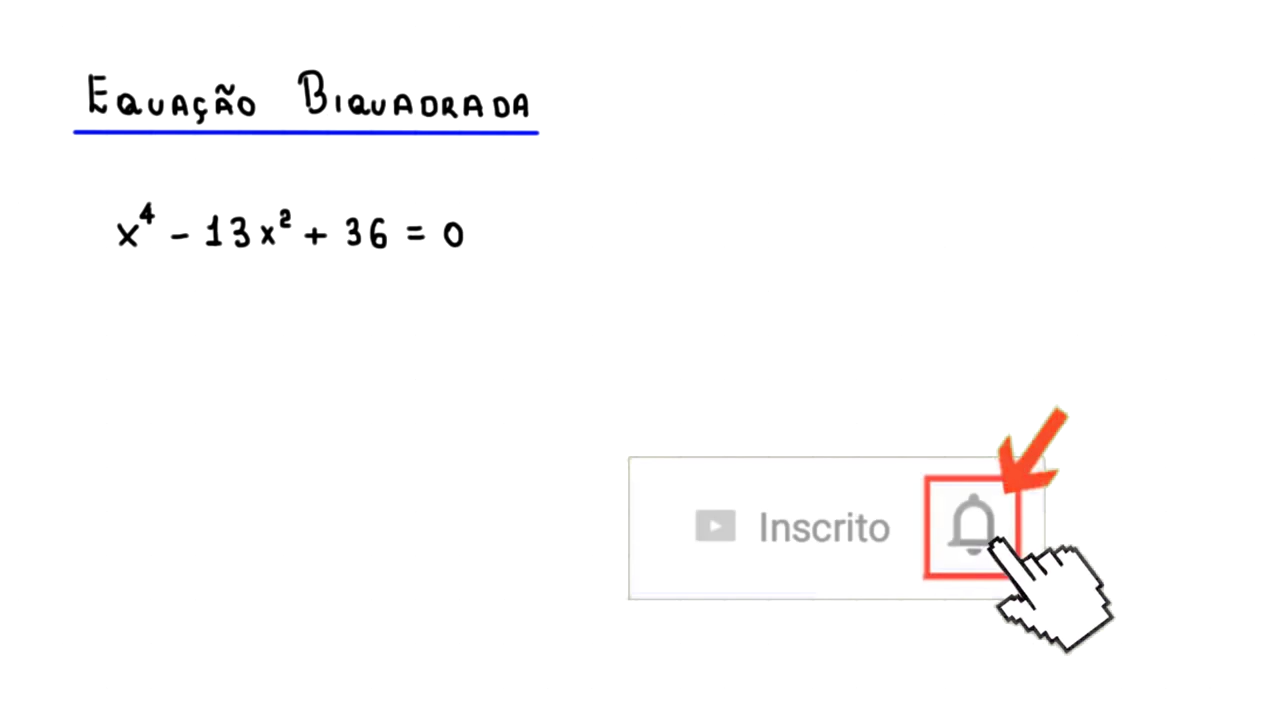 Equação Biquadrada
x⁴ - 13x² + 36 = 0
Inscrito